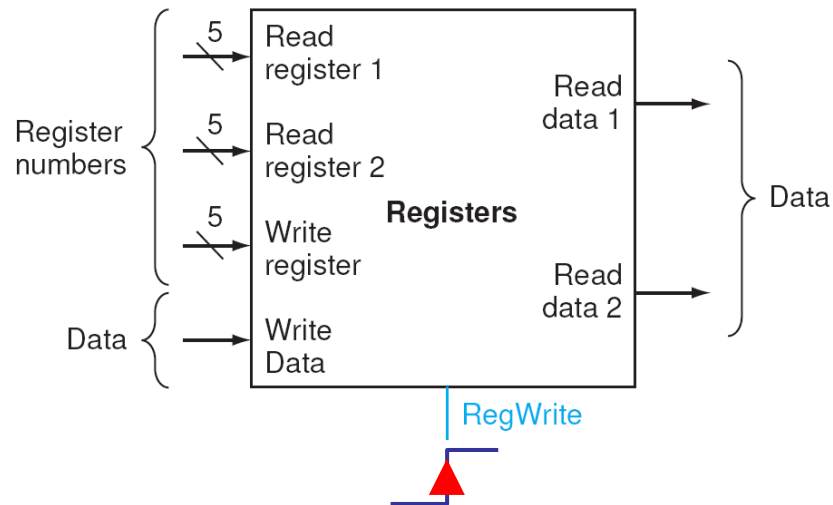 Register
numbers
5
Read
register 1
5
Read
register 2
5
Write
register
Data
Write
Data
Registers
Read
data 1
Read
data 2
Data
RegWrite